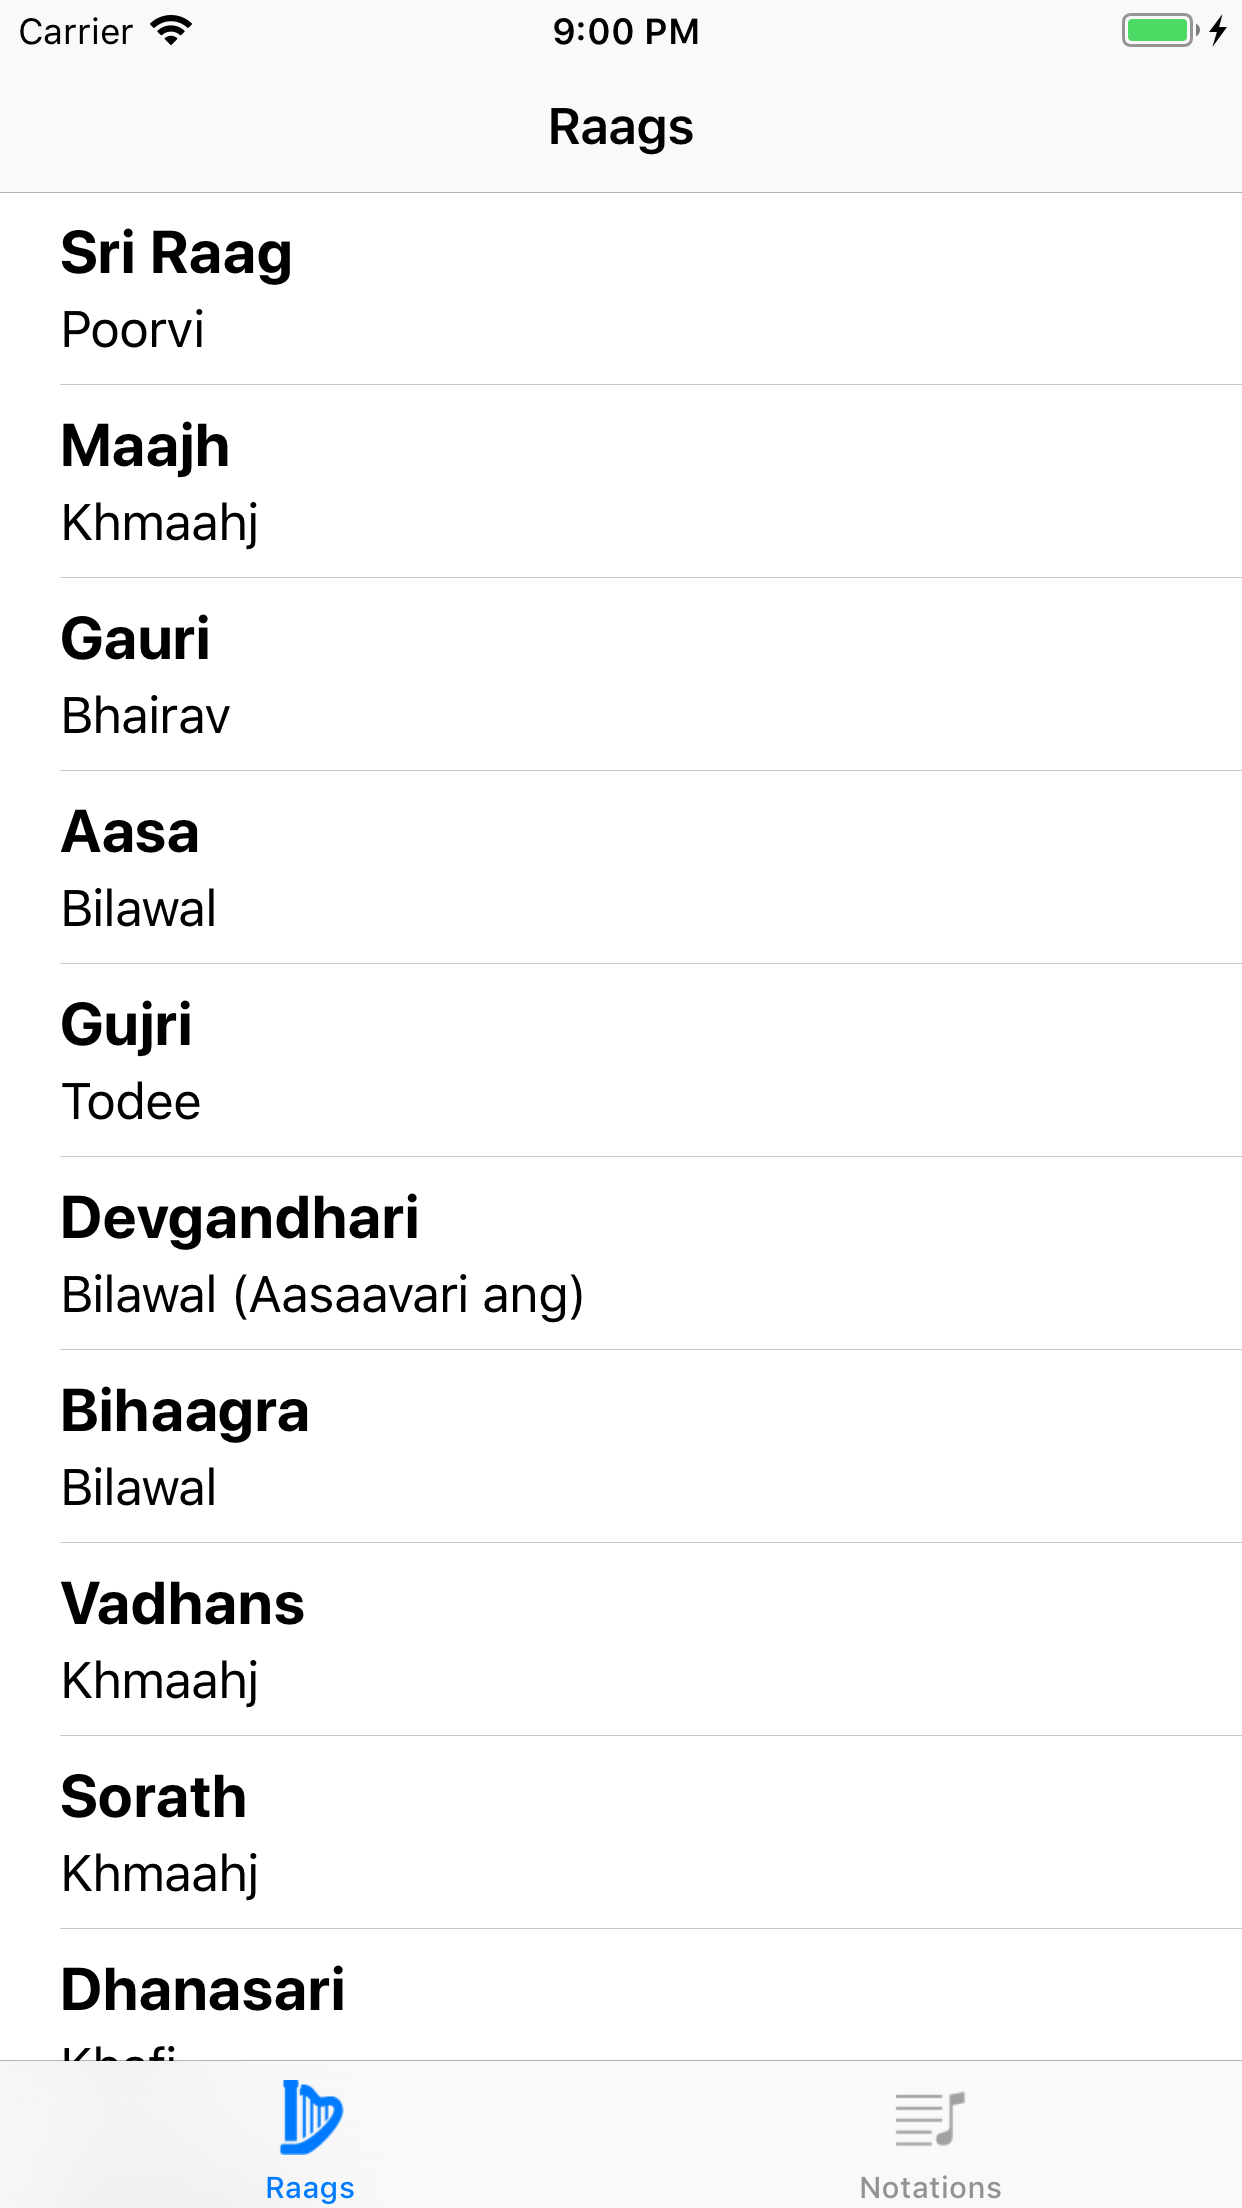 Carrier 9:00 PM
Raags
Sri Raag
Poorvi
Maajh
Khmaahj
Gauri
Bhairav
Aasa
Bilawal
Gujri
Todee
Devgandhari
Bilawal (Aasaavari ang)
Bihaagra
Bilawal
Vadhans
Khmaahj
Sorath
Khmaahj
Dhanasari
Raags Notations